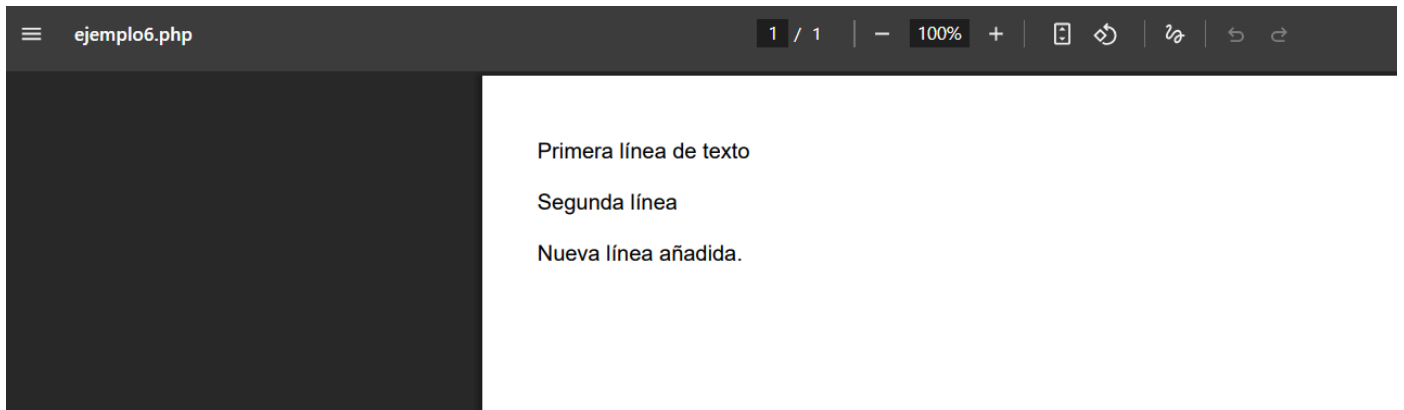 ejemplo6.php
1 / 1
100%
Primera línea de texto
Segunda línea
Nueva línea añadida.